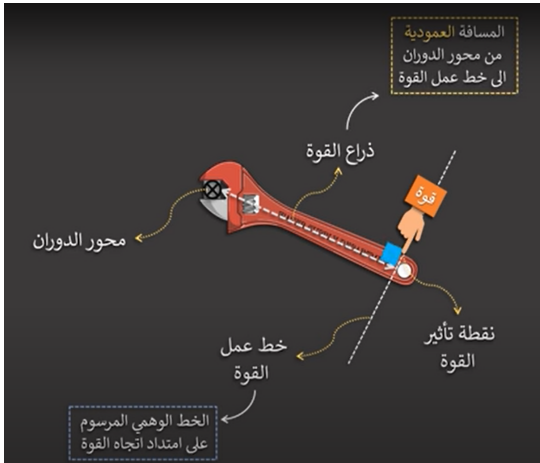 المسافة العمودية
من محور الدوران
الى خط عمل القوة
ذراع القوة
قوة
محور الدوران
نقطة تأثير
القوة
خط عمل
القوة
الخط الوهمي المرسوم
على امتداد اتجاه القوة